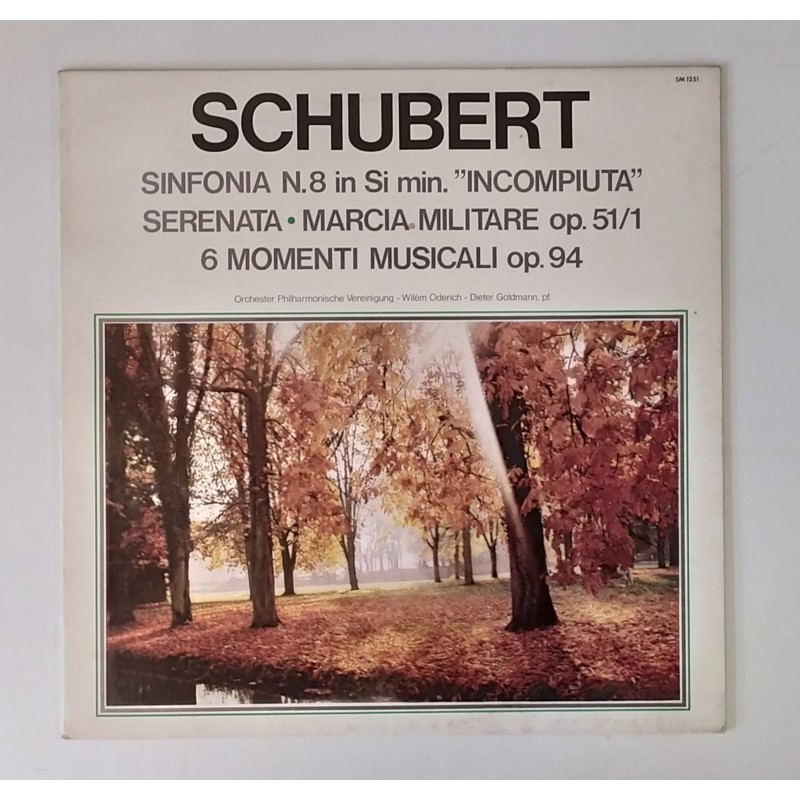 SM 1251
SCHUBERT
SINFONIA N.8 in Si min. "INCOMPIUTA"
SERENATA • MARCIA MILITARE op. 51/1
6 MOMENTI MUSICALI op. 94
Orchester Philharmonische Vereinigung - Wilém Oderich - Dieter Goldmann, pf.